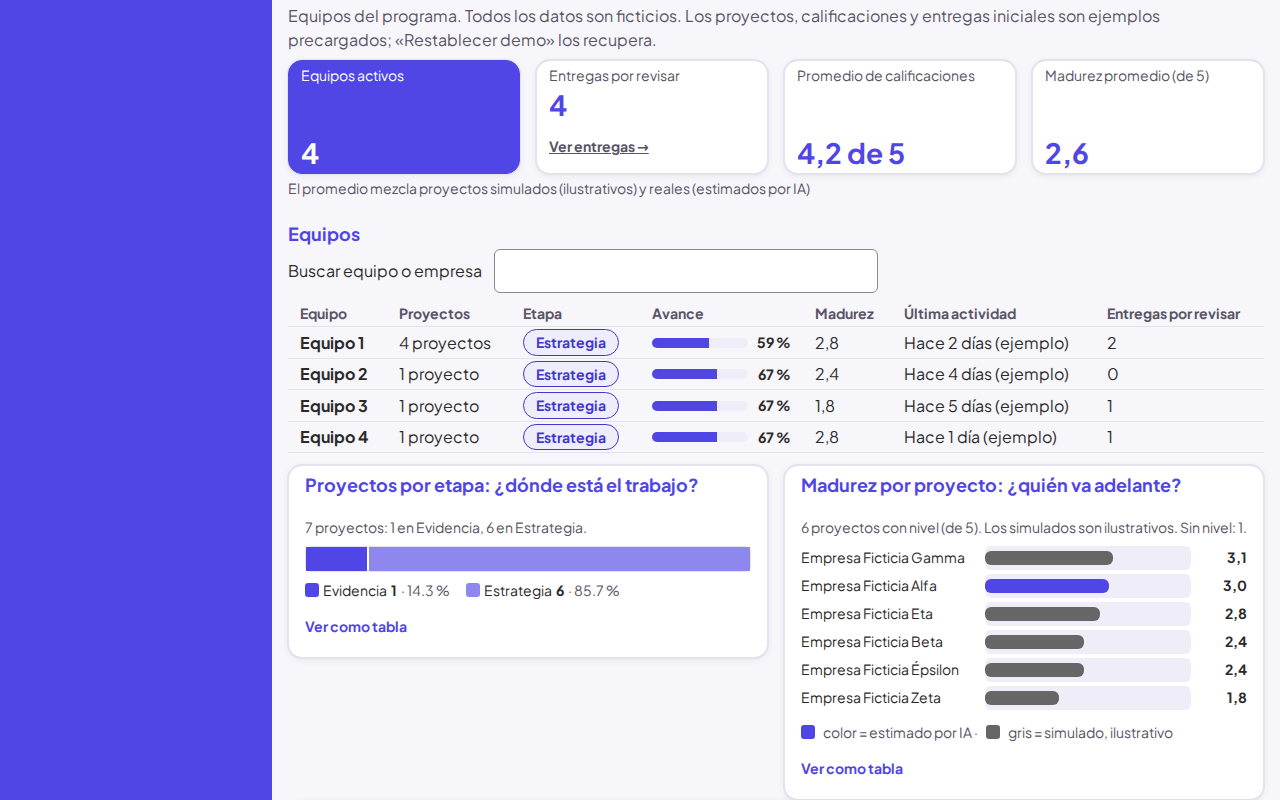 Equipos del programa. Todos los datos son ficticios. Los proyectos, calificaciones y entregas iniciales son ejemplos
precargados; «Restablecer demo» los recupera.
Equipos activos
4
Entregas por revisar
4
Ver entregas →
Promedio de calificaciones
4,2 de 5
Madurez promedio (de 5)
2,6
El promedio mezcla proyectos simulados (ilustrativos) y reales (estimados por IA)
Equipos
Buscar equipo o empresa
Equipo Proyectos Etapa Avance Madurez Última actividad Entregas por revisar
Equipo 1 4 proyectos Estrategia 59 % 2,8 Hace 2 días (ejemplo) 2
Equipo 2 1 proyecto Estrategia 67 % 2,4 Hace 4 días (ejemplo) 0
Equipo 3 1 proyecto Estrategia 67 % 1,8 Hace 5 días (ejemplo) 1
Equipo 4 1 proyecto Estrategia 67 % 2,8 Hace 1 día (ejemplo) 1
Proyectos por etapa: ¿dónde está el trabajo?
7 proyectos: 1 en Evidencia, 6 en Estrategia.
Evidencia 1 · 14.3 % Estrategia 6 · 85.7 %
Ver como tabla
Madurez por proyecto: ¿quién va adelante?
6 proyectos con nivel (de 5). Los simulados son ilustrativos. Sin nivel: 1.
Empresa Ficticia Gamma 3,1
Empresa Ficticia Alfa 3,0
Empresa Ficticia Eta 2,8
Empresa Ficticia Beta 2,4
Empresa Ficticia Épsilon 2,4
Empresa Ficticia Zeta 1,8
color = estimado por IA · gris = simulado, ilustrativo
Ver como tabla